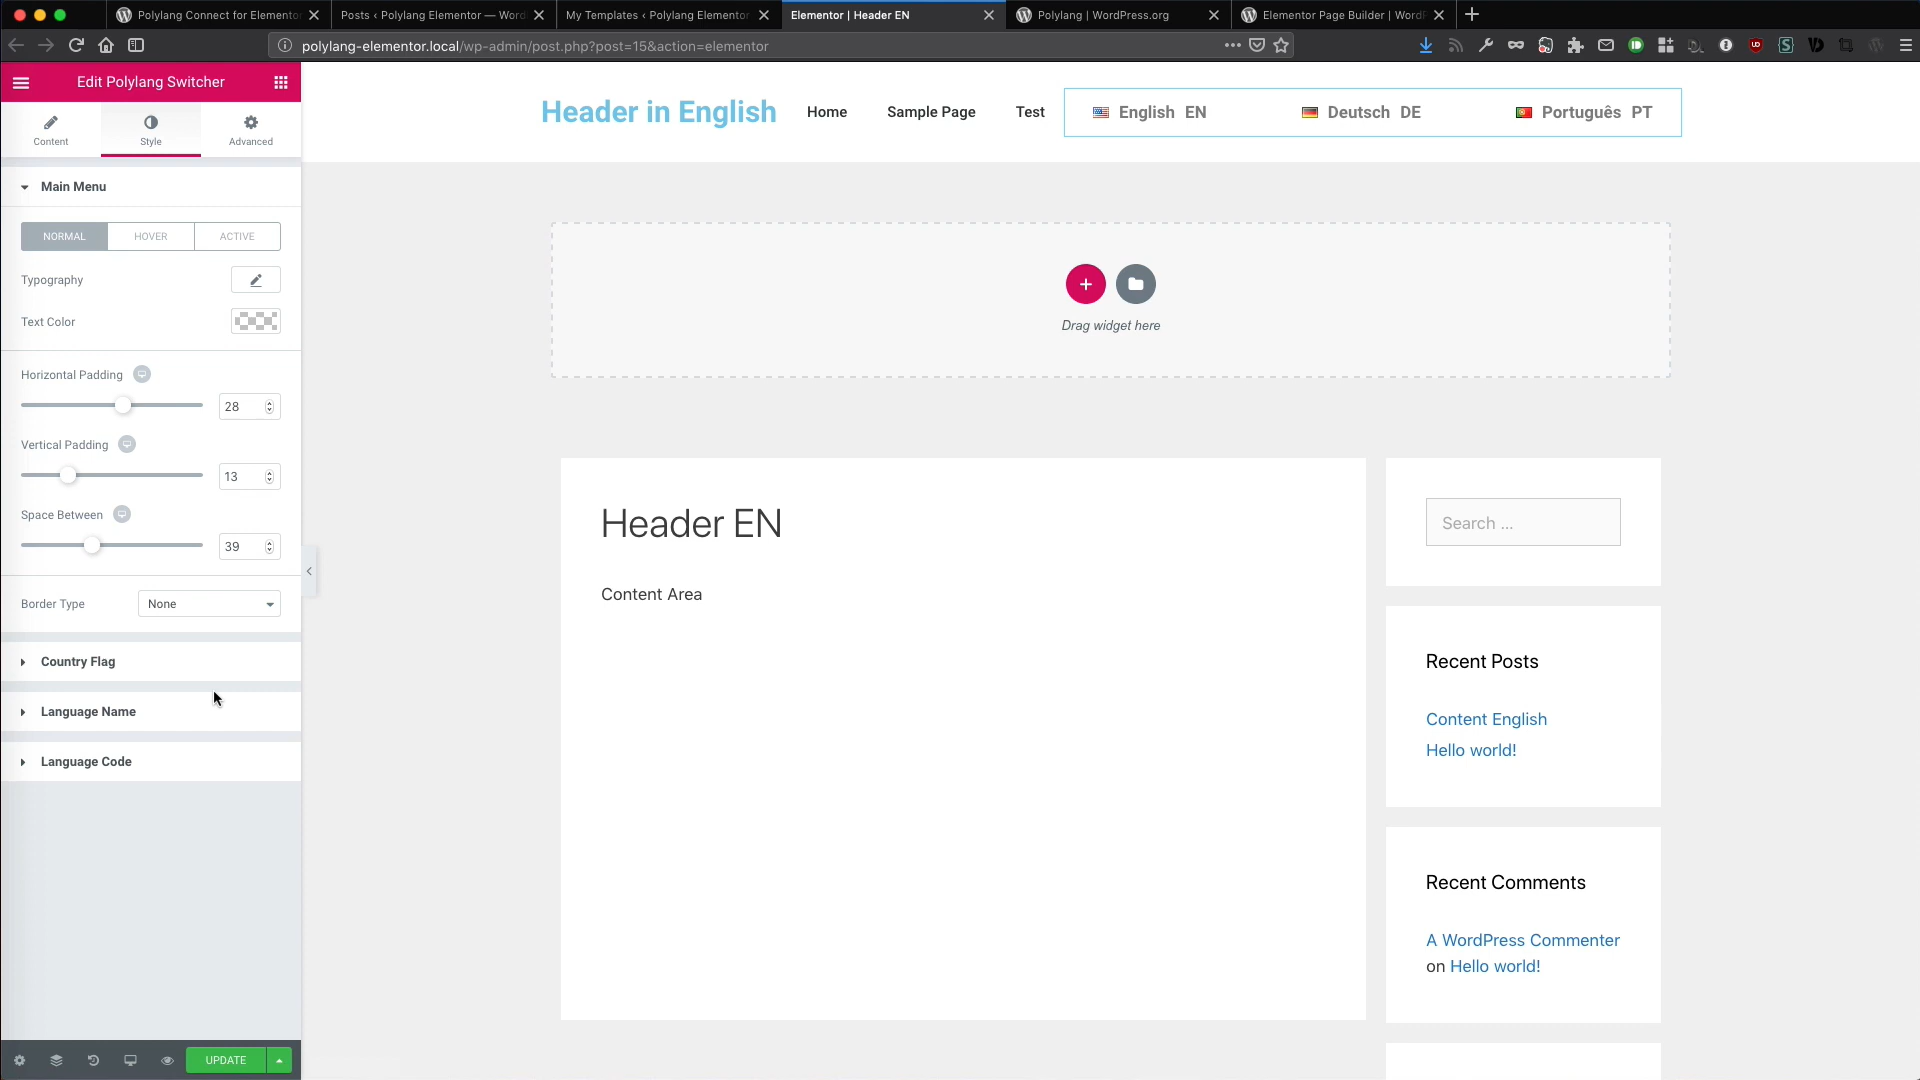 Polylang Connect for Elementor
Posts ‹ Polylang Elementor — Word
My Templates ‹ Polylang Elementor
Elementor | Header EN
Polylang | WordPress.org
Elementor Page Builder | Word
polylang-elementor.local/wp-admin/post.php?post=15&action=elementor
Edit Polylang Switcher
Content
Style
Advanced
Main Menu
NORMAL
HOVER
ACTIVE
Typography
Text Color
Horizontal Padding
28
Vertical Padding
13
Space Between
39
Border Type
None
Country Flag
Language Name
Language Code
UPDATE
Header in English
Home
Sample Page
Test
English EN
Deutsch DE
Português PT
Drag widget here
Header EN
Content Area
Search ...
Recent Posts
Content English
Hello world!
Recent Comments
A WordPress Commenter
on Hello world!